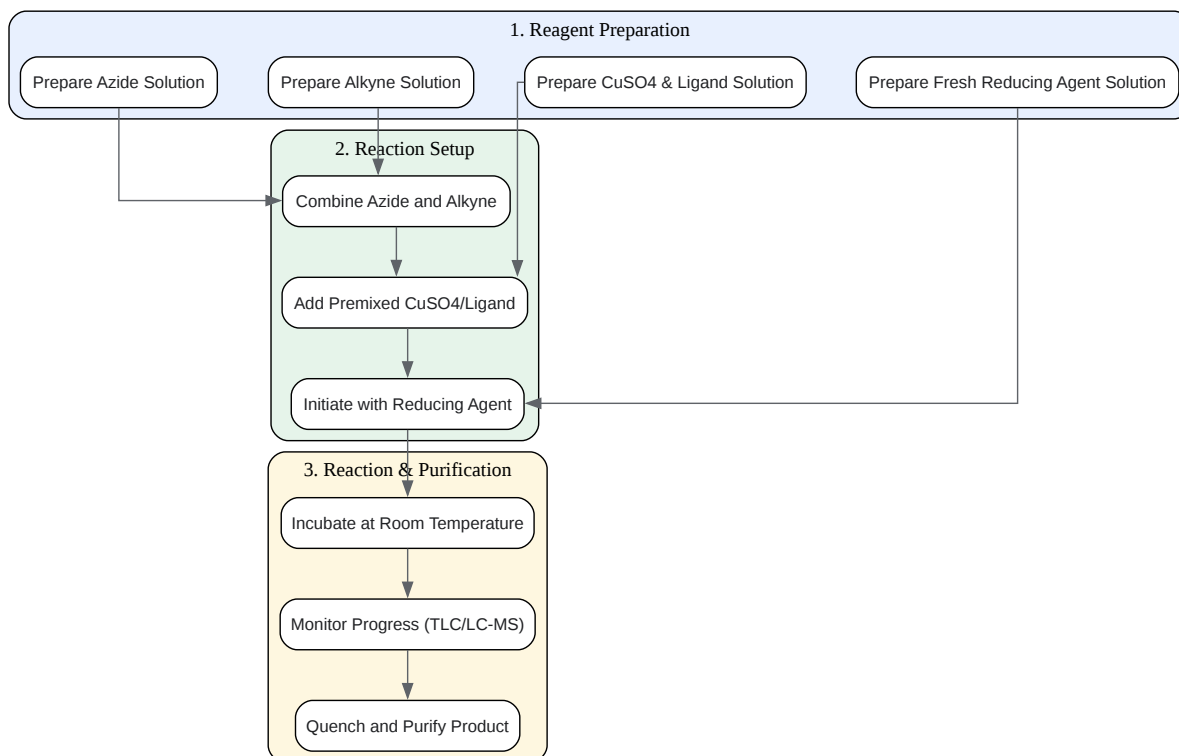 1. Reagent Preparation
Prepare Azide Solution
Prepare Alkyne Solution
Prepare CuSO4 & Ligand Solution
Prepare Fresh Reducing Agent Solution
2. Reaction Setup
Combine Azide and Alkyne
Add Premixed CuSO4/Ligand
Initiate with Reducing Agent
3. Reaction & Purification
Incubate at Room Temperature
Monitor Progress (TLC/LC-MS)
Quench and Purify Product